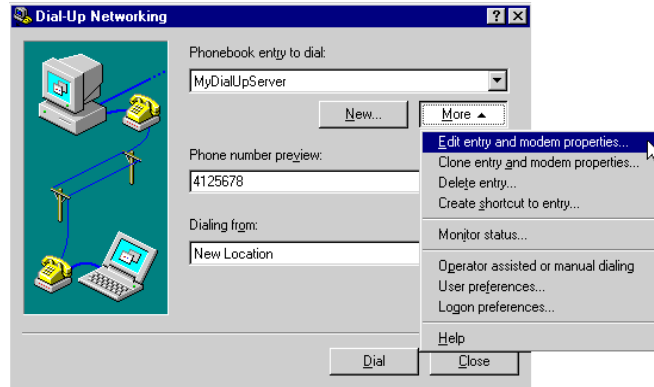 Dial-Up Networking
Phonebook entry to dial:
MyDialUpServer
New... More
Edit entry and modem properties...
Clone entry and modem properties...
Delete entry...
Create shortcut to entry...
Monitor status...
Operator assisted or manual dialing
User preferences...
Logon preferences...
Help
Phone number preview:
4125678
Dialing from:
New Location
Dial Close